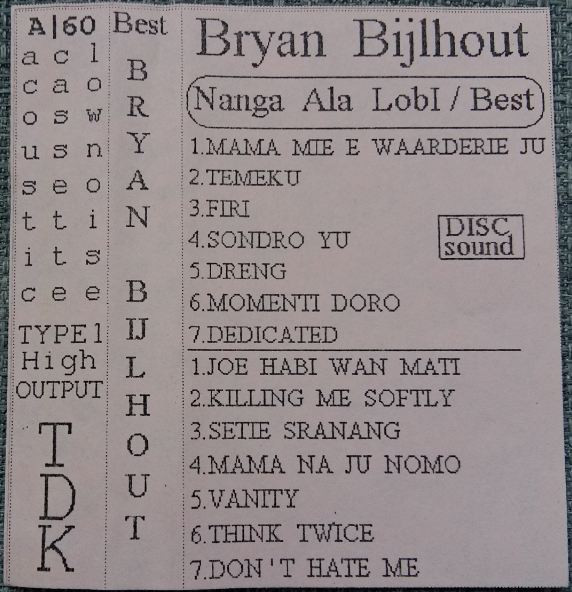 A|60
acoustic
cassette
lownoise
TYPE1
High
OUTPUT
TDK
Best
BRYAN BIJLHOUT
Bryan Bijlhout
Nanga Ala LobI / Best
1.MAMA MIE E WAARDERIE JU
2.TEMEKU
3.FIRI
4.SONDRO YU
5.DRENG
6.MOMENTI DORO
7.DEDICATED
DISC
sound
1.JOE HABI WAN MATI
2.KILLING ME SOFTLY
3.SETIE SRANANG
4.MAMA NA JU NOMO
5.VANITY
6.THINK TWICE
7.DON'T HATE ME